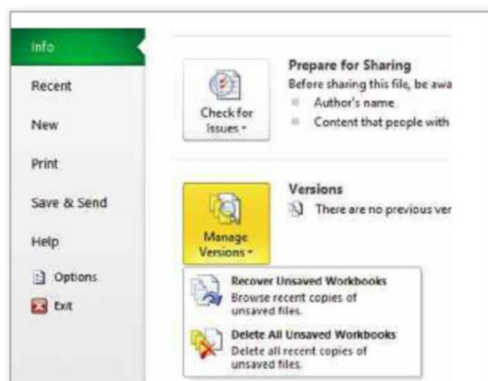 Info
Recent
New
Print
Save & Send
Help
Options
Exit
Check for
Issues
Prepare for Sharing
Before sharing this file, be awa
Author's name
Content that people with
Manage
Versions
Versions
There are no previous ver
Recover Unsaved Workbooks
Browse recent copies of
unsaved files.
Delete All Unsaved Workbooks
Delete all recent copies of
unsaved files.